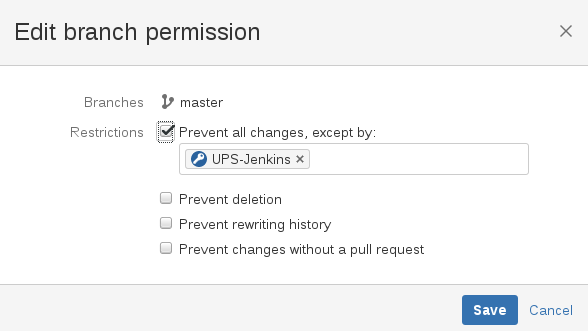 Edit branch permission
Branches master
Restrictions Prevent all changes, except by:
UPS-Jenkins
Prevent deletion
Prevent rewriting history
Prevent changes without a pull request
Save Cancel